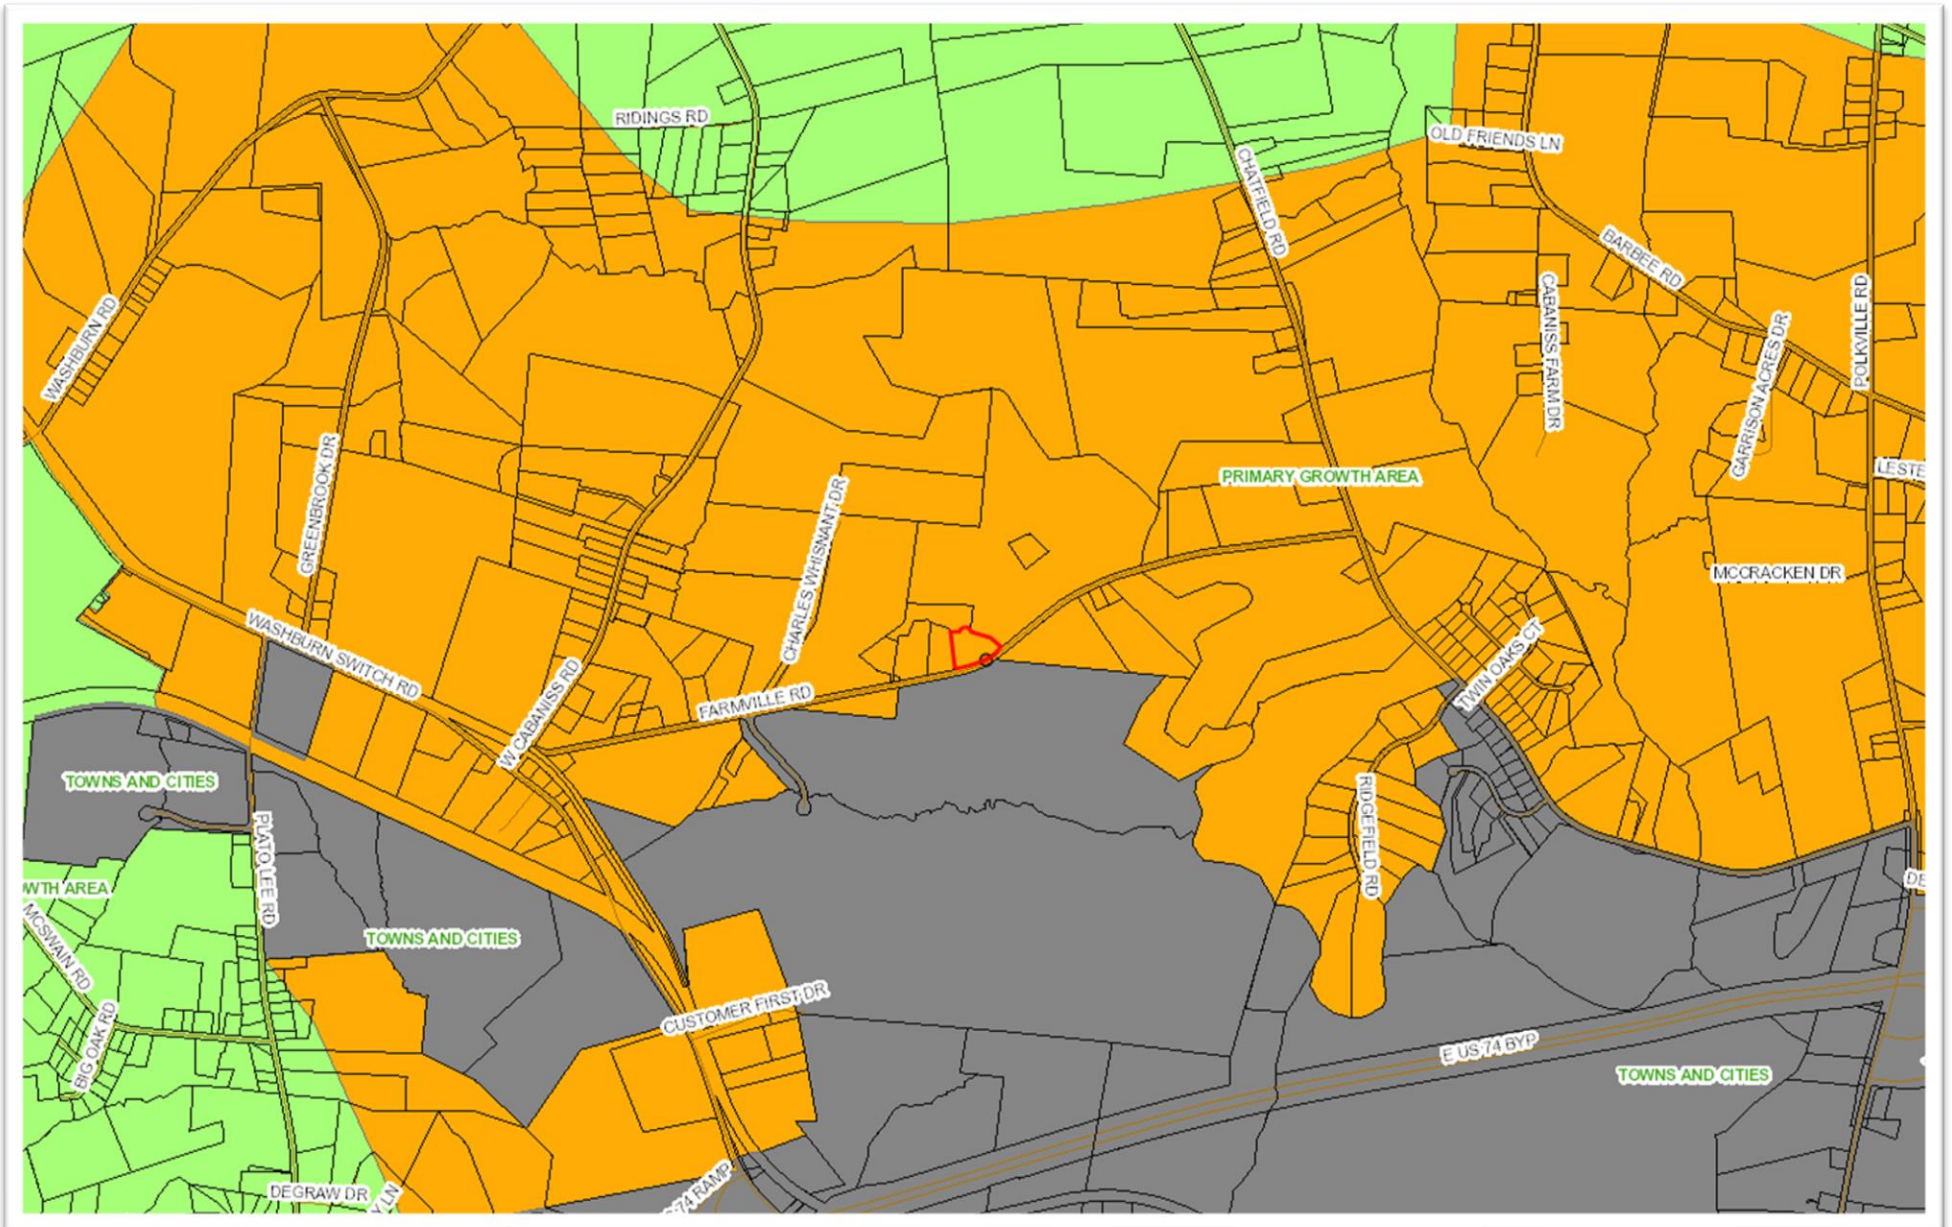 RIDINGS RD
OLD FRIENDS LN
CHATFIELD RD
BARBEE RD
WASHBURN RD
CABANISS FARM DR
POLKVILLE RD
GARRISON ACRES DR
GREENBROOK DR
PRIMARY GROWTH AREA
LESTE
CHARLES WHISNANT DR
MCCRACKEN DR
WASHBURN SWITCH RD
TWIN OAKS CT
W CABANISS RD
FARMVILLE RD
TOWNS AND CITIES
RIDGEFIELD RD
PLATO LEE RD
WTH AREA
DE
MCSWAIN RD
TOWNS AND CITIES
CUSTOMER FIRST DR
BIG OAK RD
E US 74 BYP
TOWNS AND CITIES
DEGRAW DR
Y LN
74 RAMP